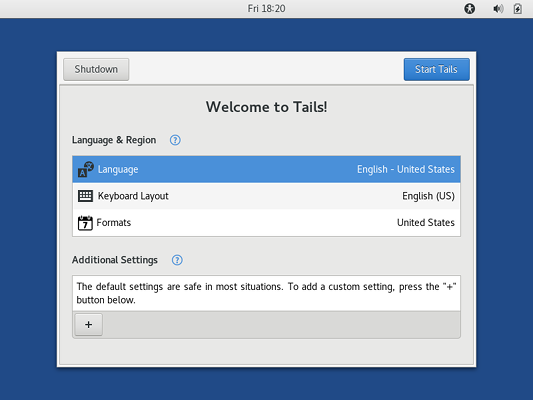 Fri 18:20
Shutdown
Start Tails
Welcome to Tails!
Language & Region ?
Language English - United States
Keyboard Layout English (US)
7 Formats United States
Additional Settings ?
The default settings are safe in most situations. To add a custom setting, press the "+"
button below.
+